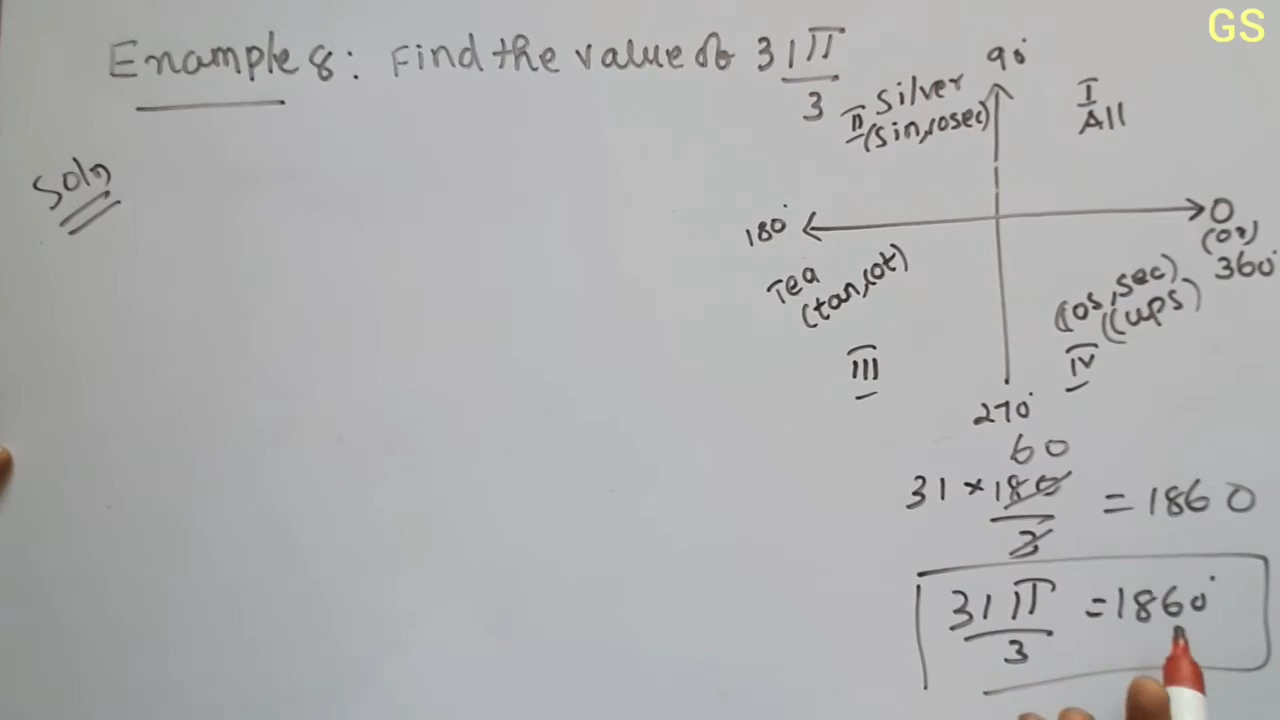 GS
Example 8: Find the value of 31π/3
Soln
90°
II Silver
(sin, cosec)
I
All
180°
0
(or)
360°
Tea
(tan, cot)
III
(cos, sec)
(cups)
IV
270°
60
31 × 180/3 = 1860
31π/3 = 1860°